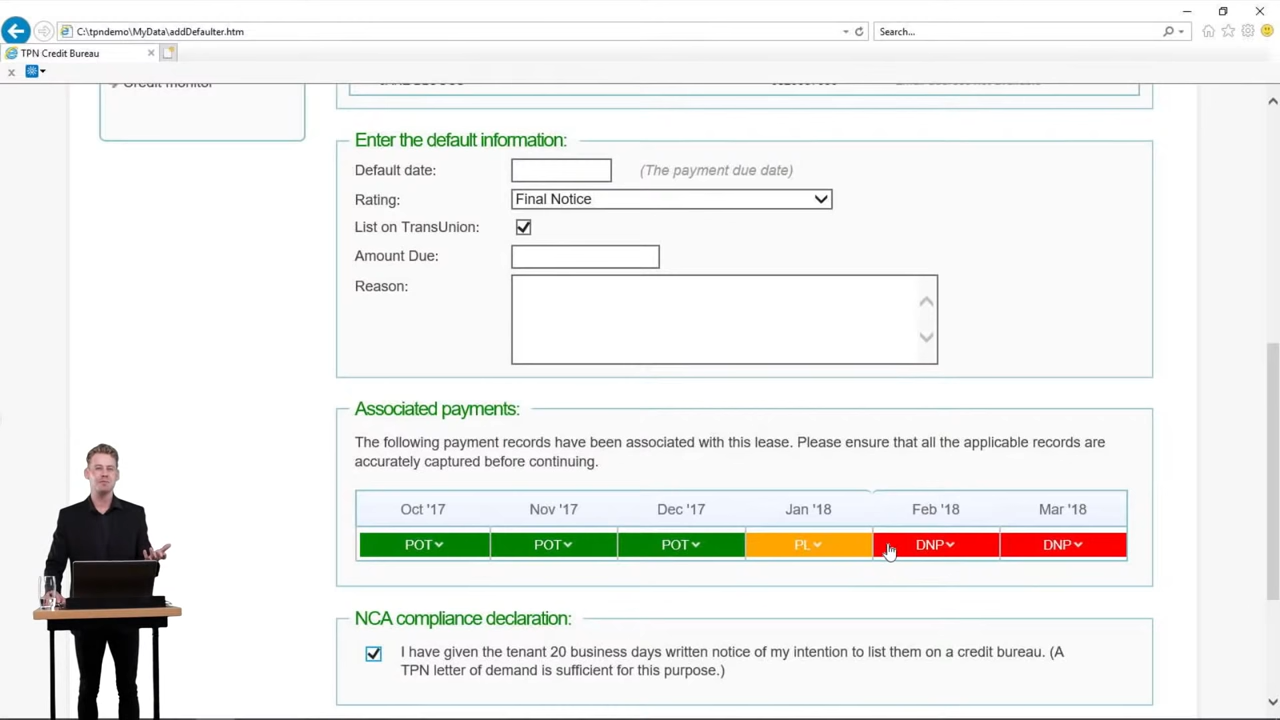 C:\tpndemo\MyData\addDefaulter.htm
Search...
TPN Credit Bureau
Credit monitor
Enter the default information:
Default date:
(The payment due date)
Rating:
Final Notice
List on TransUnion:
Amount Due:
Reason:
Associated payments:
The following payment records have been associated with this lease. Please ensure that all the applicable records are
accurately captured before continuing.
Oct '17 Nov '17 Dec '17 Jan '18 Feb '18 Mar '18
POT POT POT PL DNP DNP
NCA compliance declaration:
I have given the tenant 20 business days written notice of my intention to list them on a credit bureau. (A
TPN letter of demand is sufficient for this purpose.)